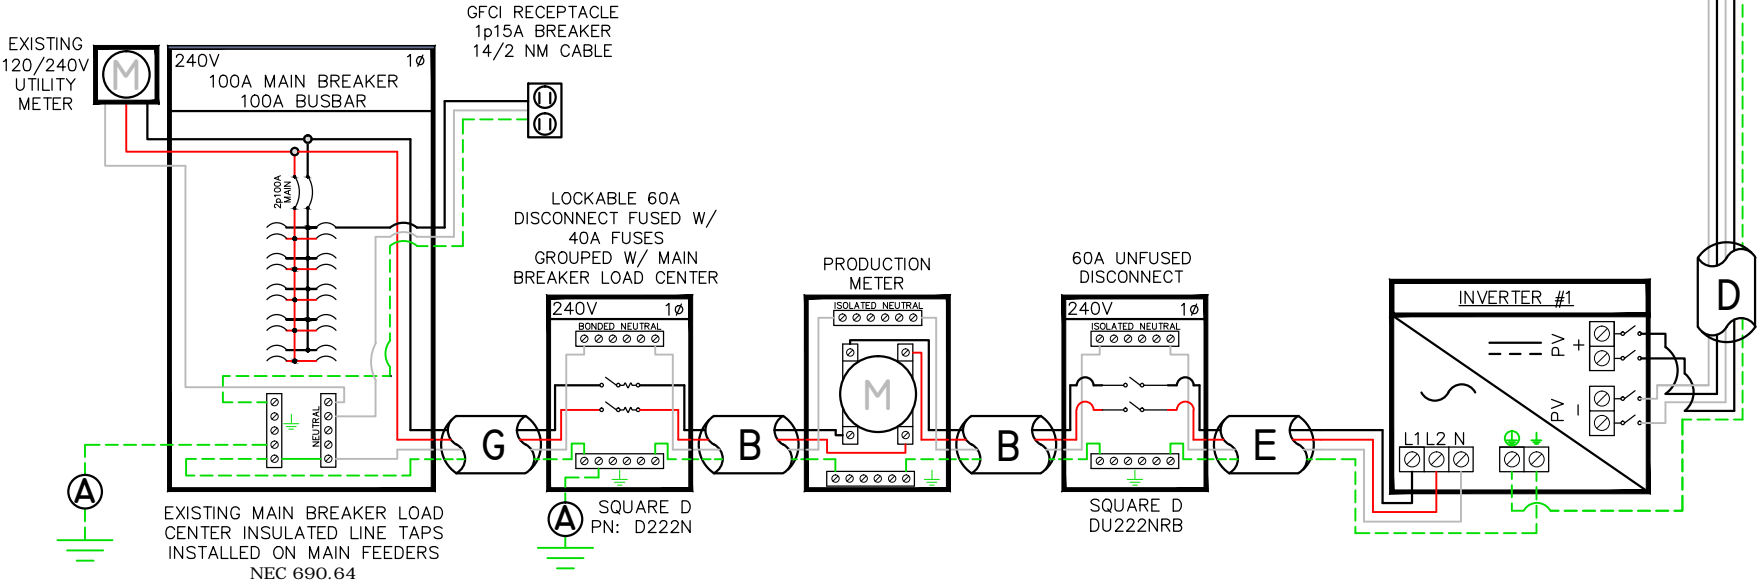 GFCI RECEPTACLE
1p15A BREAKER
14/2 NM CABLE
EXISTING
120/240V
UTILITY
METER
M
240V 1ø
100A MAIN BREAKER
100A BUSBAR
2p100A
MAIN
NEUTRAL
A
EXISTING MAIN BREAKER LOAD
CENTER INSULATED LINE TAPS
INSTALLED ON MAIN FEEDERS
NEC 690.64
G
LOCKABLE 60A
DISCONNECT FUSED W/
40A FUSES
GROUPED W/ MAIN
BREAKER LOAD CENTER
240V 1ø
BONDED NEUTRAL
A
SQUARE D
PN: D222N
B
PRODUCTION
METER
ISOLATED NEUTRAL
M
B
60A UNFUSED
DISCONNECT
240V 1ø
ISOLATED NEUTRAL
SQUARE D
DU222NRB
E
INVERTER #1
PV +
PV -
L1 L2 N
D